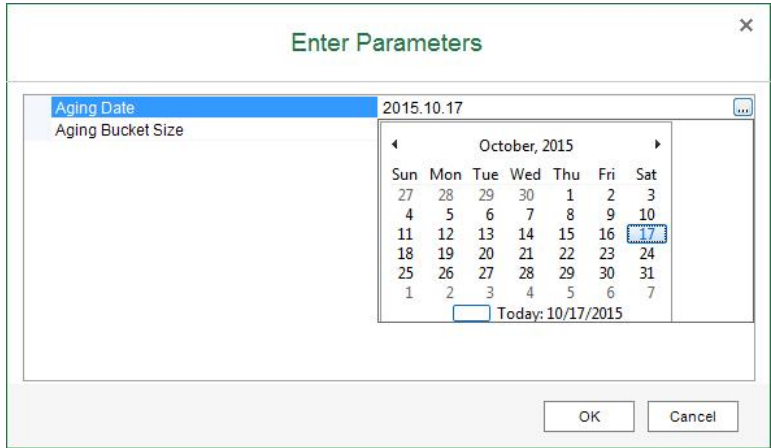 Enter Parameters
Aging Date 2015.10.17 ...
Aging Bucket Size
October, 2015
Sun Mon Tue Wed Thu Fri Sat
27 28 29 30 1 2 3
4 5 6 7 8 9 10
11 12 13 14 15 16 17
18 19 20 21 22 23 24
25 26 27 28 29 30 31
1 2 3 4 5 6 7
Today: 10/17/2015
OK Cancel